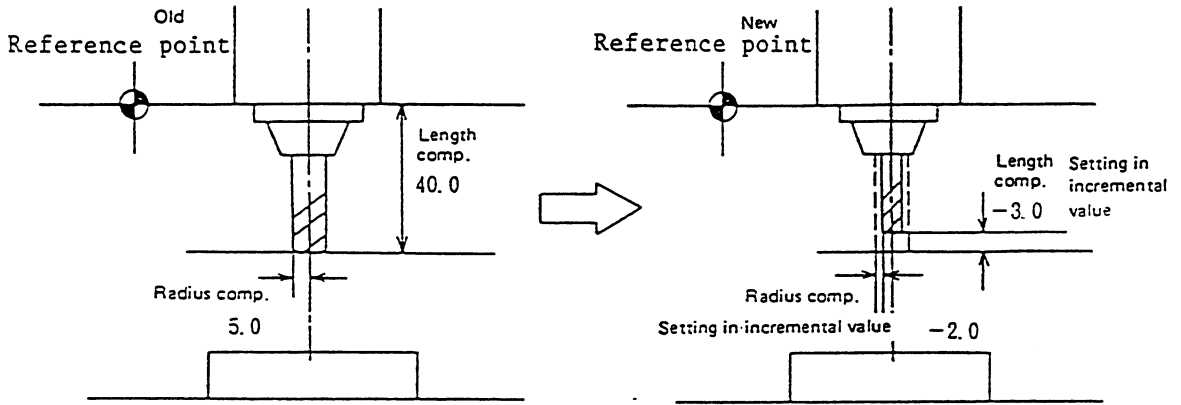 Old
Reference point
Length
comp.
40.0
Radius comp.
5.0
New
Reference point
Length
comp.
-3.0
Setting in
incremental
value
Radius comp.
Setting in incremental value
-2.0